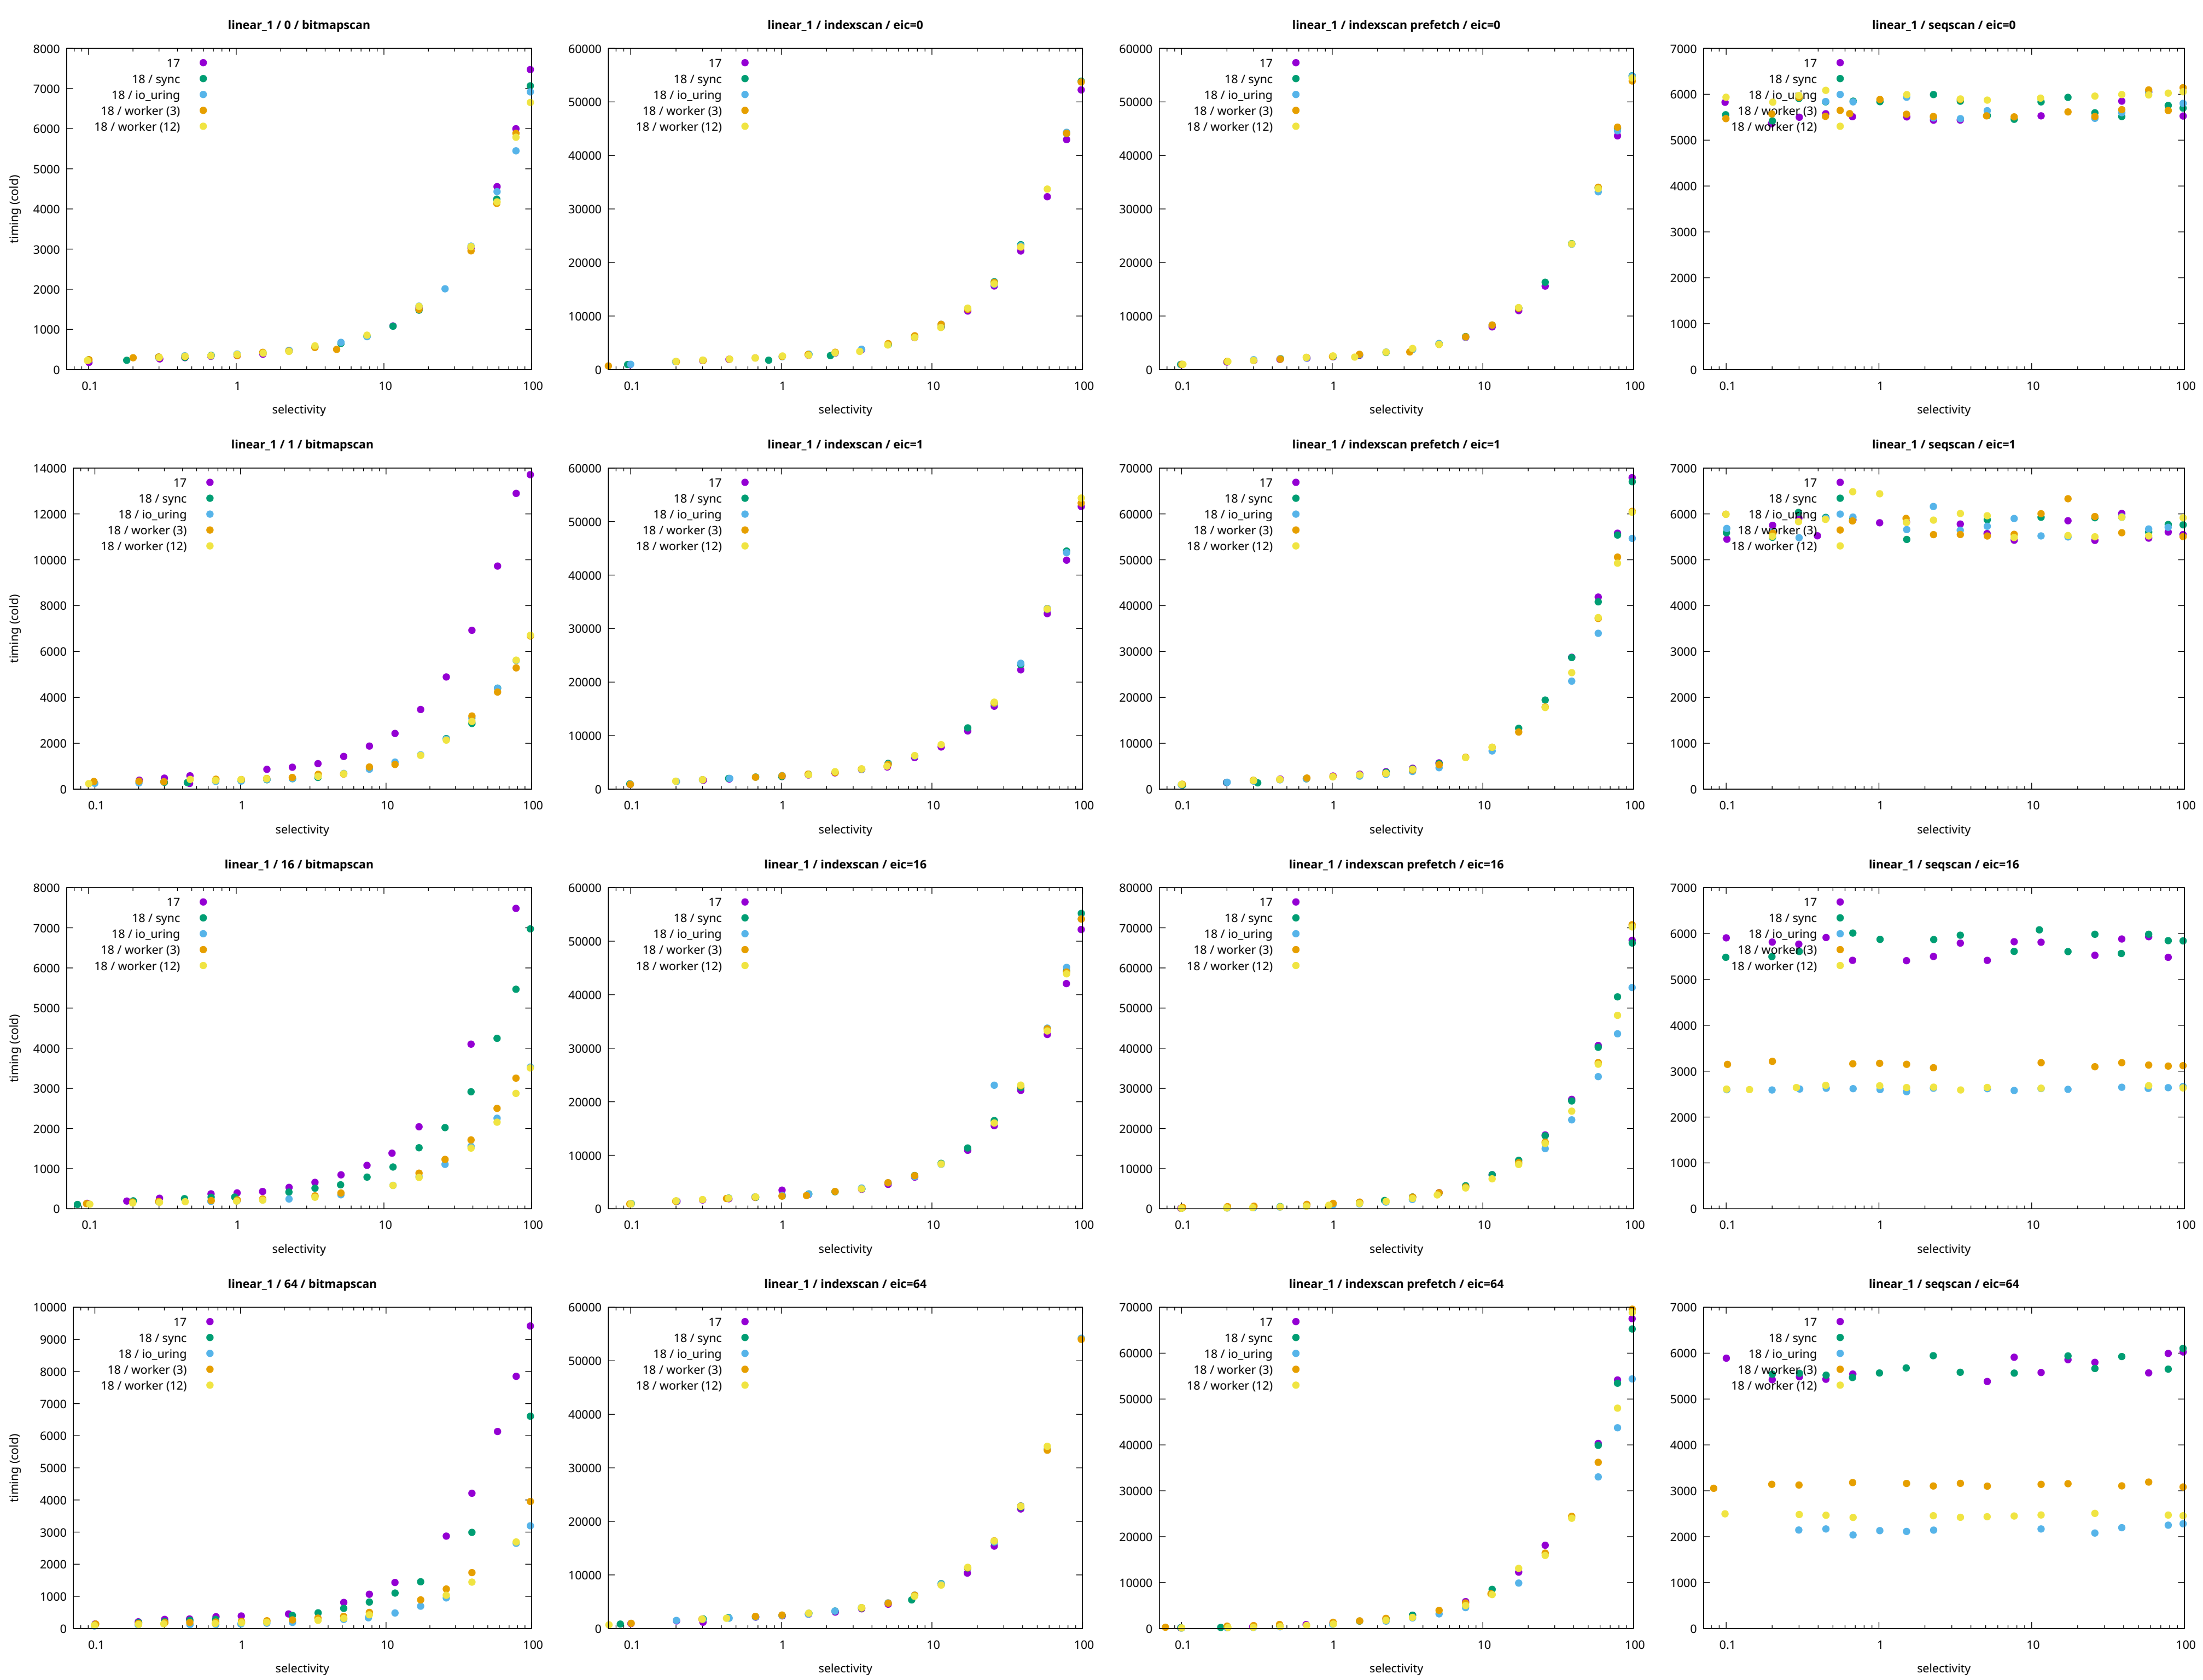 linear_1 / 0 / bitmapscan
8000
7000
6000
5000
4000
3000
2000
1000
0
timing (cold)
17
18 / sync
18 / io_uring
18 / worker (3)
18 / worker (12)
0.1 1 10 100
selectivity
linear_1 / indexscan / eic=0
60000
50000
40000
30000
20000
10000
0
17
18 / sync
18 / io_uring
18 / worker (3)
18 / worker (12)
0.1 1 10 100
selectivity
linear_1 / indexscan prefetch / eic=0
60000
50000
40000
30000
20000
10000
0
17
18 / sync
18 / io_uring
18 / worker (3)
18 / worker (12)
0.1 1 10 100
selectivity
linear_1 / seqscan / eic=0
7000
6000
5000
4000
3000
2000
1000
0
17
18 / sync
18 / io_uring
18 / worker (3)
18 / worker (12)
0.1 1 10 100
selectivity
linear_1 / 1 / bitmapscan
14000
12000
10000
8000
6000
4000
2000
0
timing (cold)
17
18 / sync
18 / io_uring
18 / worker (3)
18 / worker (12)
0.1 1 10 100
selectivity
linear_1 / indexscan / eic=1
60000
50000
40000
30000
20000
10000
0
17
18 / sync
18 / io_uring
18 / worker (3)
18 / worker (12)
0.1 1 10 100
selectivity
linear_1 / indexscan prefetch / eic=1
70000
60000
50000
40000
30000
20000
10000
0
17
18 / sync
18 / io_uring
18 / worker (3)
18 / worker (12)
0.1 1 10 100
selectivity
linear_1 / seqscan / eic=1
7000
6000
5000
4000
3000
2000
1000
0
17
18 / sync
18 / io_uring
18 / worker (3)
18 / worker (12)
0.1 1 10 100
selectivity
linear_1 / 16 / bitmapscan
8000
7000
6000
5000
4000
3000
2000
1000
0
timing (cold)
17
18 / sync
18 / io_uring
18 / worker (3)
18 / worker (12)
0.1 1 10 100
selectivity
linear_1 / indexscan / eic=16
60000
50000
40000
30000
20000
10000
0
17
18 / sync
18 / io_uring
18 / worker (3)
18 / worker (12)
0.1 1 10 100
selectivity
linear_1 / indexscan prefetch / eic=16
80000
70000
60000
50000
40000
30000
20000
10000
0
17
18 / sync
18 / io_uring
18 / worker (3)
18 / worker (12)
0.1 1 10 100
selectivity
linear_1 / seqscan / eic=16
7000
6000
5000
4000
3000
2000
1000
0
17
18 / sync
18 / io_uring
18 / worker (3)
18 / worker (12)
0.1 1 10 100
selectivity
linear_1 / 64 / bitmapscan
10000
9000
8000
7000
6000
5000
4000
3000
2000
1000
0
timing (cold)
17
18 / sync
18 / io_uring
18 / worker (3)
18 / worker (12)
0.1 1 10 100
selectivity
linear_1 / indexscan / eic=64
60000
50000
40000
30000
20000
10000
0
17
18 / sync
18 / io_uring
18 / worker (3)
18 / worker (12)
0.1 1 10 100
selectivity
linear_1 / indexscan prefetch / eic=64
70000
60000
50000
40000
30000
20000
10000
0
17
18 / sync
18 / io_uring
18 / worker (3)
18 / worker (12)
0.1 1 10 100
selectivity
linear_1 / seqscan / eic=64
7000
6000
5000
4000
3000
2000
1000
0
17
18 / sync
18 / io_uring
18 / worker (3)
18 / worker (12)
0.1 1 10 100
selectivity